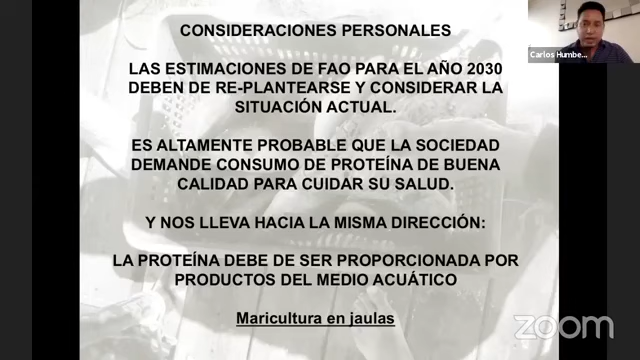 CONSIDERACIONES PERSONALES
LAS ESTIMACIONES DE FAO PARA EL AÑO 2030
DEBEN DE RE-PLANTEARSE Y CONSIDERAR LA
SITUACIÓN ACTUAL.
ES ALTAMENTE PROBABLE QUE LA SOCIEDAD
DEMANDE CONSUMO DE PROTEÍNA DE BUENA
CALIDAD PARA CUIDAR SU SALUD.
Y NOS LLEVA HACIA LA MISMA DIRECCIÓN:
LA PROTEÍNA DEBE DE SER PROPORCIONADA POR
PRODUCTOS DEL MEDIO ACUÁTICO
Maricultura en jaulas
Carlos Humbe...
zoom